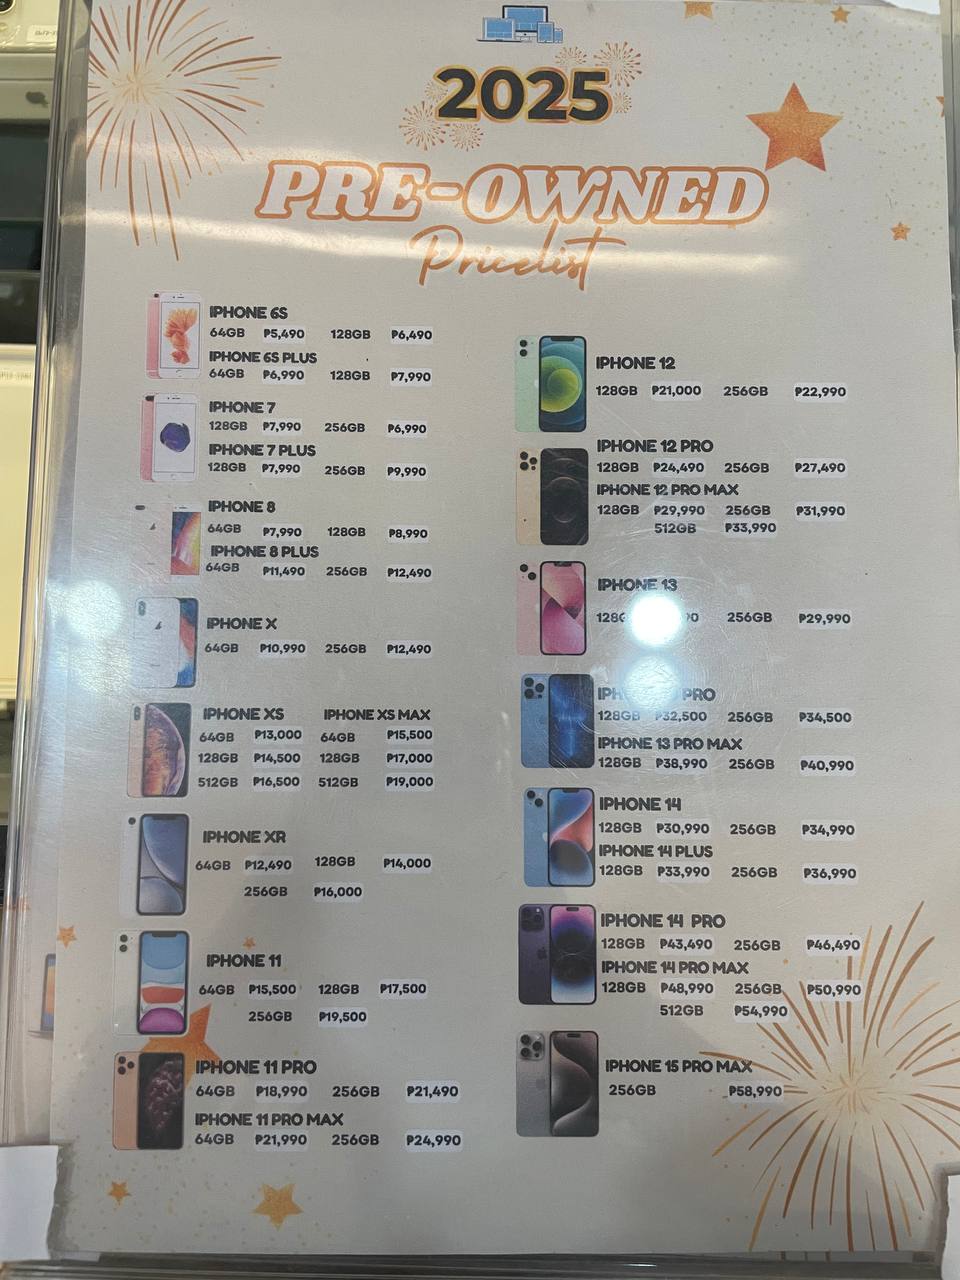 2025
PRE-OWNED
Pricelist
IPHONE 6S
64GB ₱5,490 128GB ₱6,490
IPHONE 6S PLUS
64GB ₱6,990 128GB ₱7,990
IPHONE 7
128GB ₱7,990 256GB ₱6,990
IPHONE 7 PLUS
128GB ₱7,990 256GB ₱9,990
IPHONE 8
64GB ₱7,990 128GB ₱8,990
IPHONE 8 PLUS
64GB ₱11,490 256GB ₱12,490
IPHONE X
64GB ₱10,990 256GB ₱12,490
IPHONE XS IPHONE XS MAX
64GB ₱13,000 64GB ₱15,500
128GB ₱14,500 128GB ₱17,000
512GB ₱16,500 512GB ₱19,000
IPHONE XR
64GB ₱12,490 128GB ₱14,000
256GB ₱16,000
IPHONE 11
64GB ₱15,500 128GB ₱17,500
256GB ₱19,500
IPHONE 11 PRO
64GB ₱18,990 256GB ₱21,490
IPHONE 11 PRO MAX
64GB ₱21,990 256GB ₱24,990
IPHONE 12
128GB ₱21,000 256GB ₱22,990
IPHONE 12 PRO
128GB ₱24,490 256GB ₱27,490
IPHONE 12 PRO MAX
128GB ₱29,990 256GB ₱31,990
512GB ₱33,990
IPHONE 13
256GB ₱29,990
PRO
128GB ₱32,500 256GB ₱34,500
IPHONE 13 PRO MAX
128GB ₱38,990 256GB ₱40,990
IPHONE 14
128GB ₱30,990 256GB ₱34,990
IPHONE 14 PLUS
128GB ₱33,990 256GB ₱36,990
IPHONE 14 PRO
128GB ₱43,490 256GB ₱46,490
IPHONE 14 PRO MAX
128GB ₱48,990 256GB ₱50,990
512GB ₱54,990
IPHONE 15 PRO MAX
256GB ₱58,990